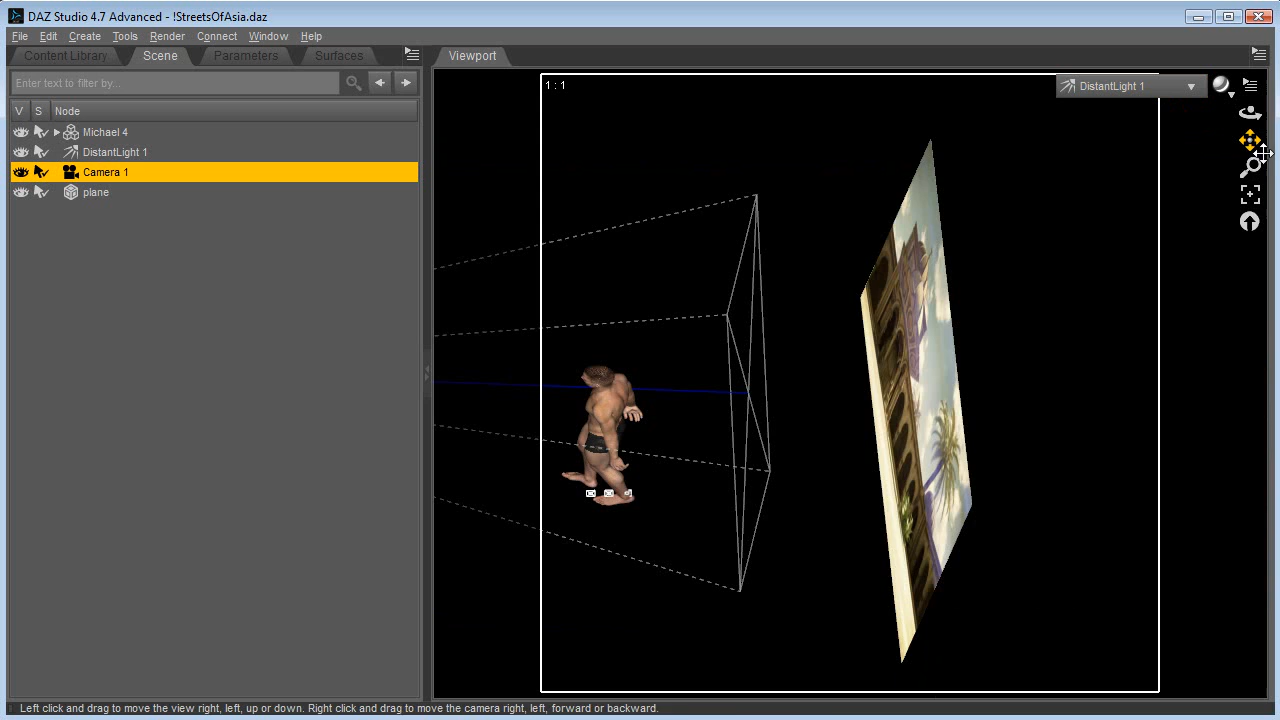 DAZ Studio 4.7 Advanced - !StreetsOfAsia.daz
File Edit Create Tools Render Connect Window Help
Content Library Scene Parameters Surfaces
Viewport
Enter text to filter by...
V S Node
Michael 4
DistantLight 1
Camera 1
plane
1 : 1
DistantLight 1
Left click and drag to move the view right, left, up or down. Right click and drag to move the camera right, left, forward or backward.